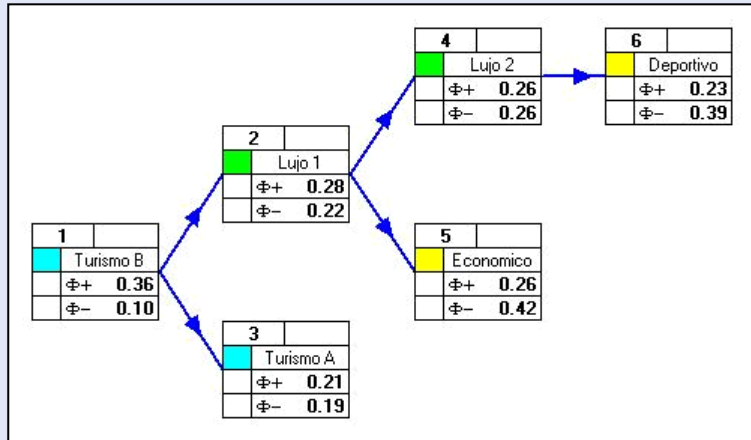 1
Turismo B
Φ+ 0.36
Φ- 0.10
2
Lujo 1
Φ+ 0.28
Φ- 0.22
3
Turismo A
Φ+ 0.21
Φ- 0.19
4
Lujo 2
Φ+ 0.26
Φ- 0.26
5
Economico
Φ+ 0.26
Φ- 0.42
6
Deportivo
Φ+ 0.23
Φ- 0.39